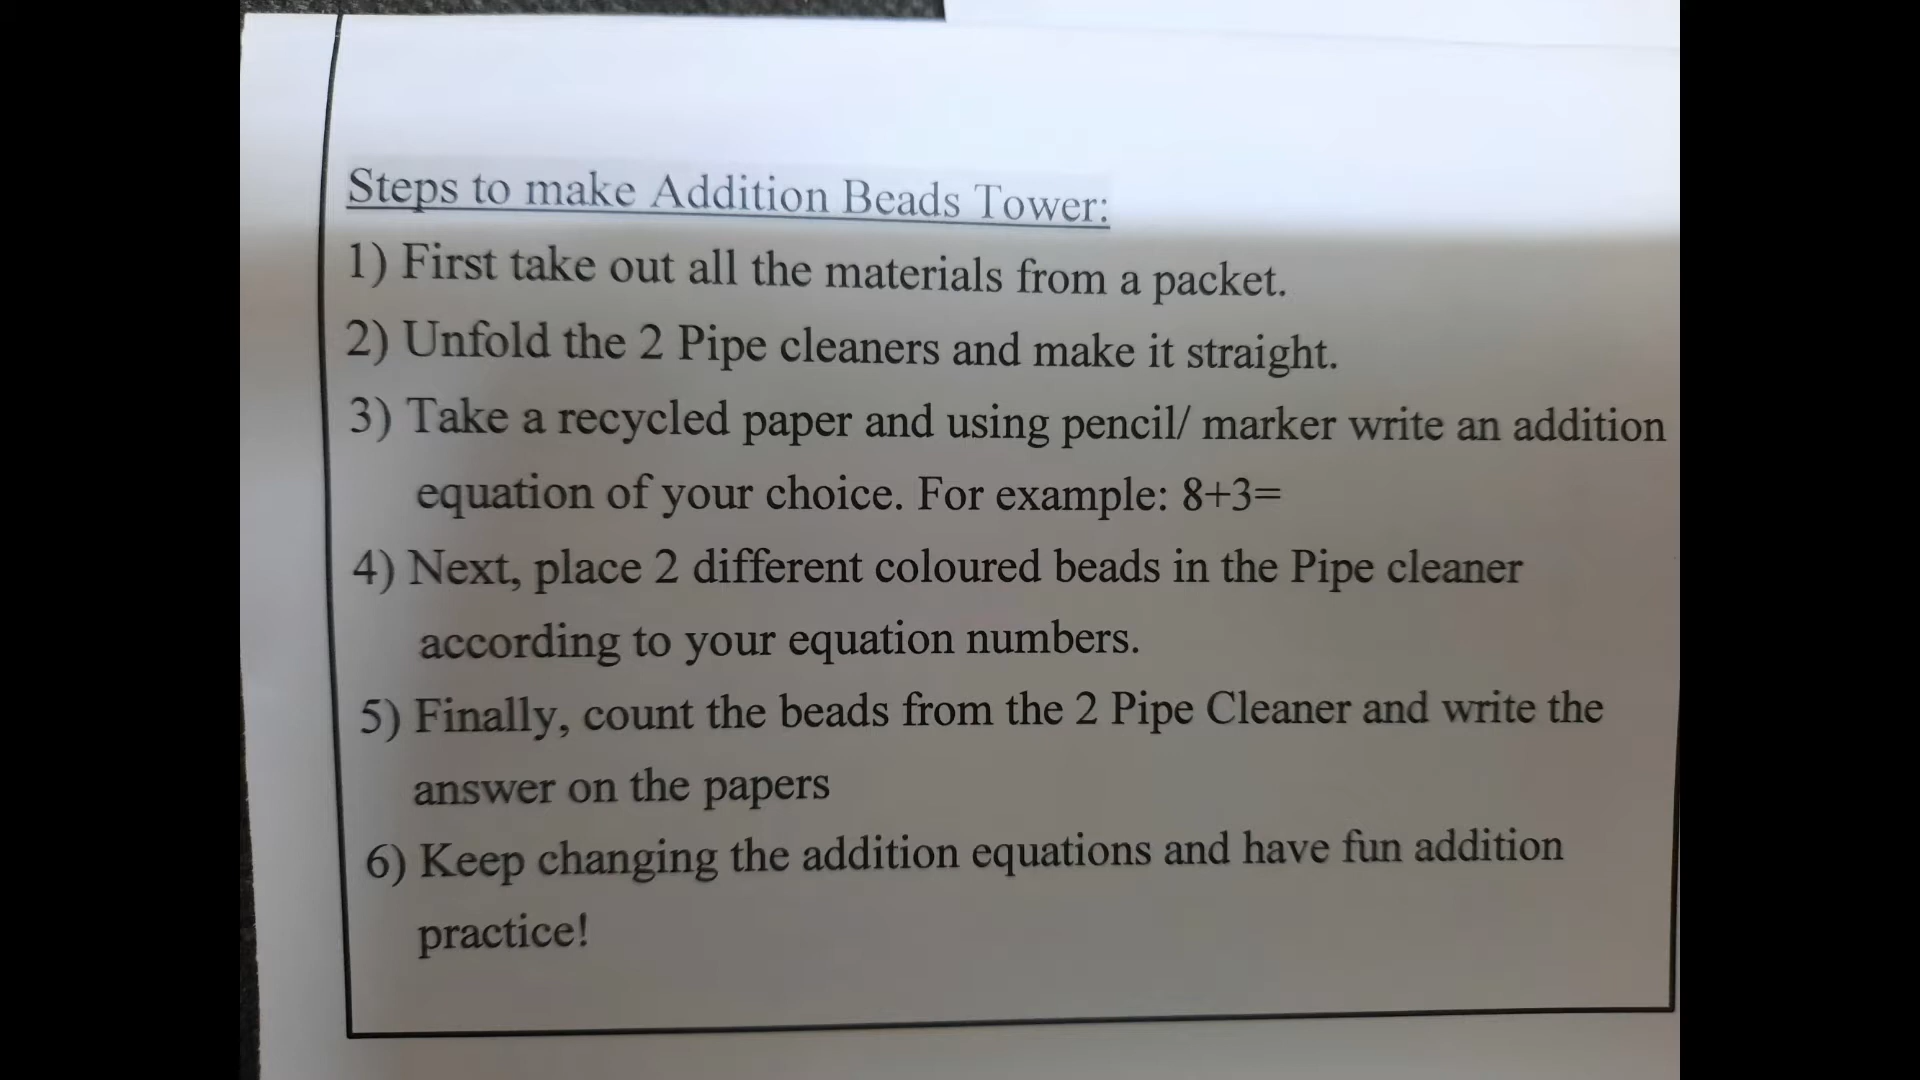 Steps to make Addition Beads Tower:
1) First take out all the materials from a packet.
2) Unfold the 2 Pipe cleaners and make it straight.
3) Take a recycled paper and using pencil/ marker write an addition
equation of your choice. For example: 8+3=
4) Next, place 2 different coloured beads in the Pipe cleaner
according to your equation numbers.
5) Finally, count the beads from the 2 Pipe Cleaner and write the
answer on the papers
6) Keep changing the addition equations and have fun addition
practice!